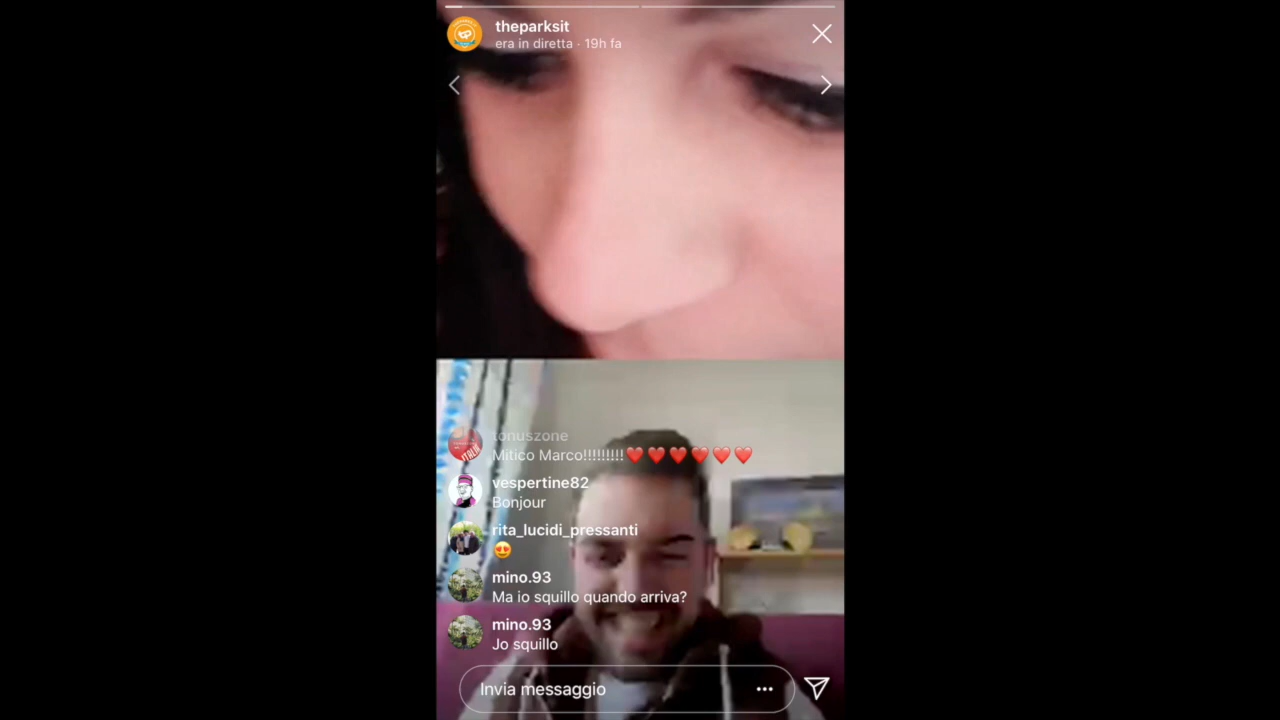 theparksit
era in diretta · 19h fa
tonuszone
Mitico Marco!!!!!!!!!❤️❤️❤️❤️❤️❤️
vespertine82
Bonjour
rita_lucidi_pressanti
😍
mino.93
Ma io squillo quando arriva?
mino.93
Jo squillo
Invia messaggio